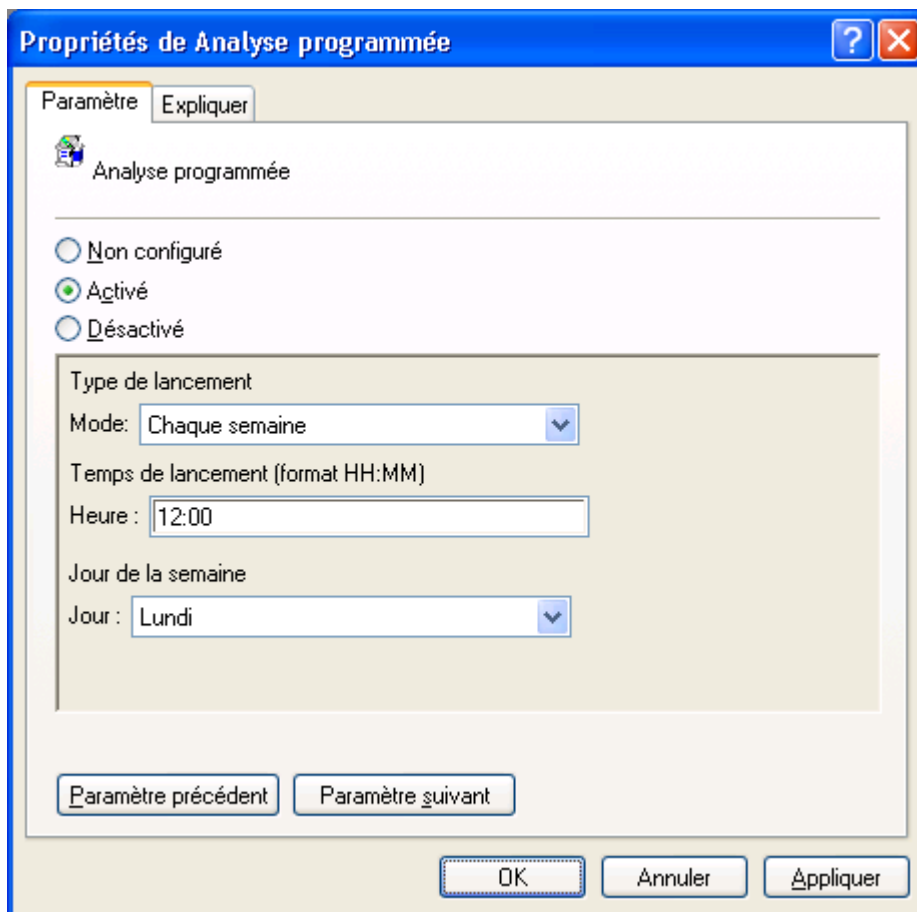 Propriétés de Analyse programmée
Paramètre Expliquer
Analyse programmée
Non configuré
Activé
Désactivé
Type de lancement
Mode: Chaque semaine
Temps de lancement (format HH:MM)
Heure : 12:00
Jour de la semaine
Jour : Lundi
Paramètre précédent Paramètre suivant
OK Annuler Appliquer